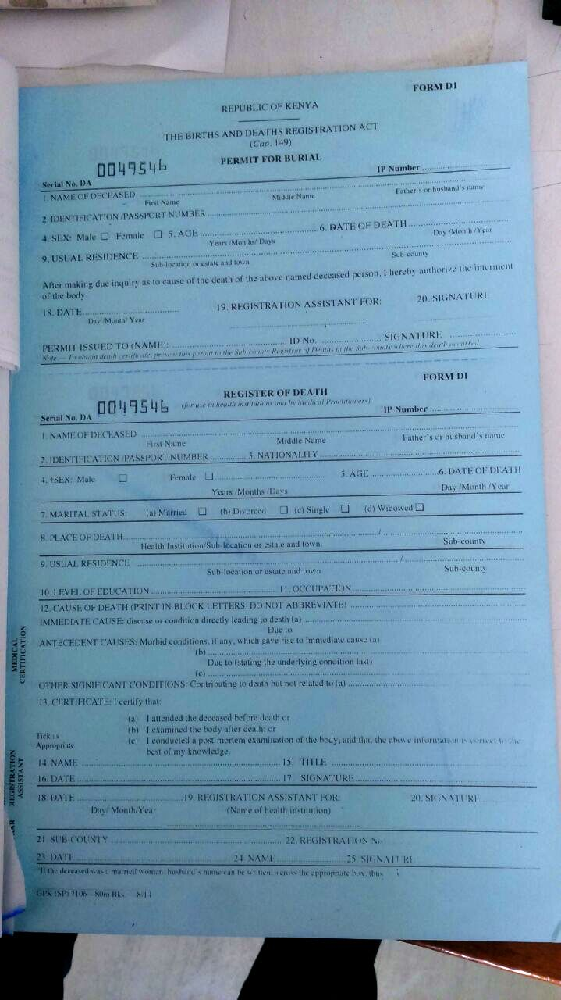 FORM D1
REPUBLIC OF KENYA
THE BIRTHS AND DEATHS REGISTRATION ACT
(Cap. 149)
PERMIT FOR BURIAL
Serial No. DA 0049546 IP Number
1. NAME OF DECEASED
First Name Middle Name Father's or husband's name
2. IDENTIFICATION /PASSPORT NUMBER
4. SEX: Male ☐ Female ☐ 5. AGE 6. DATE OF DEATH
Years /Months/ Days Day /Month /Year
9. USUAL RESIDENCE
Sub-location or estate and town Sub-county
After making due inquiry as to cause of the death of the above named deceased person, I hereby authorize the interment
of the body.
18. DATE 19. REGISTRATION ASSISTANT FOR: 20. SIGNATURE
Day /Month/ Year
PERMIT ISSUED TO (NAME): ID No. SIGNATURE
Note.— To obtain death certificate, present this permit to the Sub-county Registrar of Deaths in the Sub-county where this death occurred
FORM D1
REGISTER OF DEATH
Serial No. DA 0049546 (for use in health institutions and by Medical Practitioners) IP Number
1. NAME OF DECEASED
First Name Middle Name Father's or husband's name
2. IDENTIFICATION /PASSPORT NUMBER 3. NATIONALITY
4. †SEX: Male ☐ Female ☐ 5. AGE 6. DATE OF DEATH
Years /Months /Days Day /Month /Year
7. MARITAL STATUS: (a) Married ☐ (b) Divorced ☐ (c) Single ☐ (d) Widowed ☐
8. PLACE OF DEATH /
Health Institution/Sub-location or estate and town. Sub-county
9. USUAL RESIDENCE /
Sub-location or estate and town Sub-county
10. LEVEL OF EDUCATION 11. OCCUPATION
12. CAUSE OF DEATH (PRINT IN BLOCK LETTERS, DO NOT ABBREVIATE)
IMMEDIATE CAUSE: disease or condition directly leading to death (a)
Due to
ANTECEDENT CAUSES: Morbid conditions, if any, which gave rise to immediate cause (a)
(b)
Due to (stating the underlying condition last)
(c)
OTHER SIGNIFICANT CONDITIONS: Contributing to death but not related to (a)
MEDICAL
CERTIFICATION
13. CERTIFICATE: I certify that:
(a) I attended the deceased before death or
(b) I examined the body after death; or
Tick as
Appropriate
(c) I conducted a post-mortem examination of the body; and that the above information is correct to the
best of my knowledge.
14. NAME 15. TITLE
16. DATE 17. SIGNATURE
REGISTRATION
ASSISTANT
18. DATE 19. REGISTRATION ASSISTANT FOR: 20. SIGNATURE
Day/ Month/Year (Name of health institution)
21. SUB-COUNTY 22. REGISTRATION No
23. DATE 24. NAME 25. SIGNATURE
*If the deceased was a married woman, husband's name can be written, cross the appropriate box, thus
GPK (SP) 7106—80m Bks—8/14